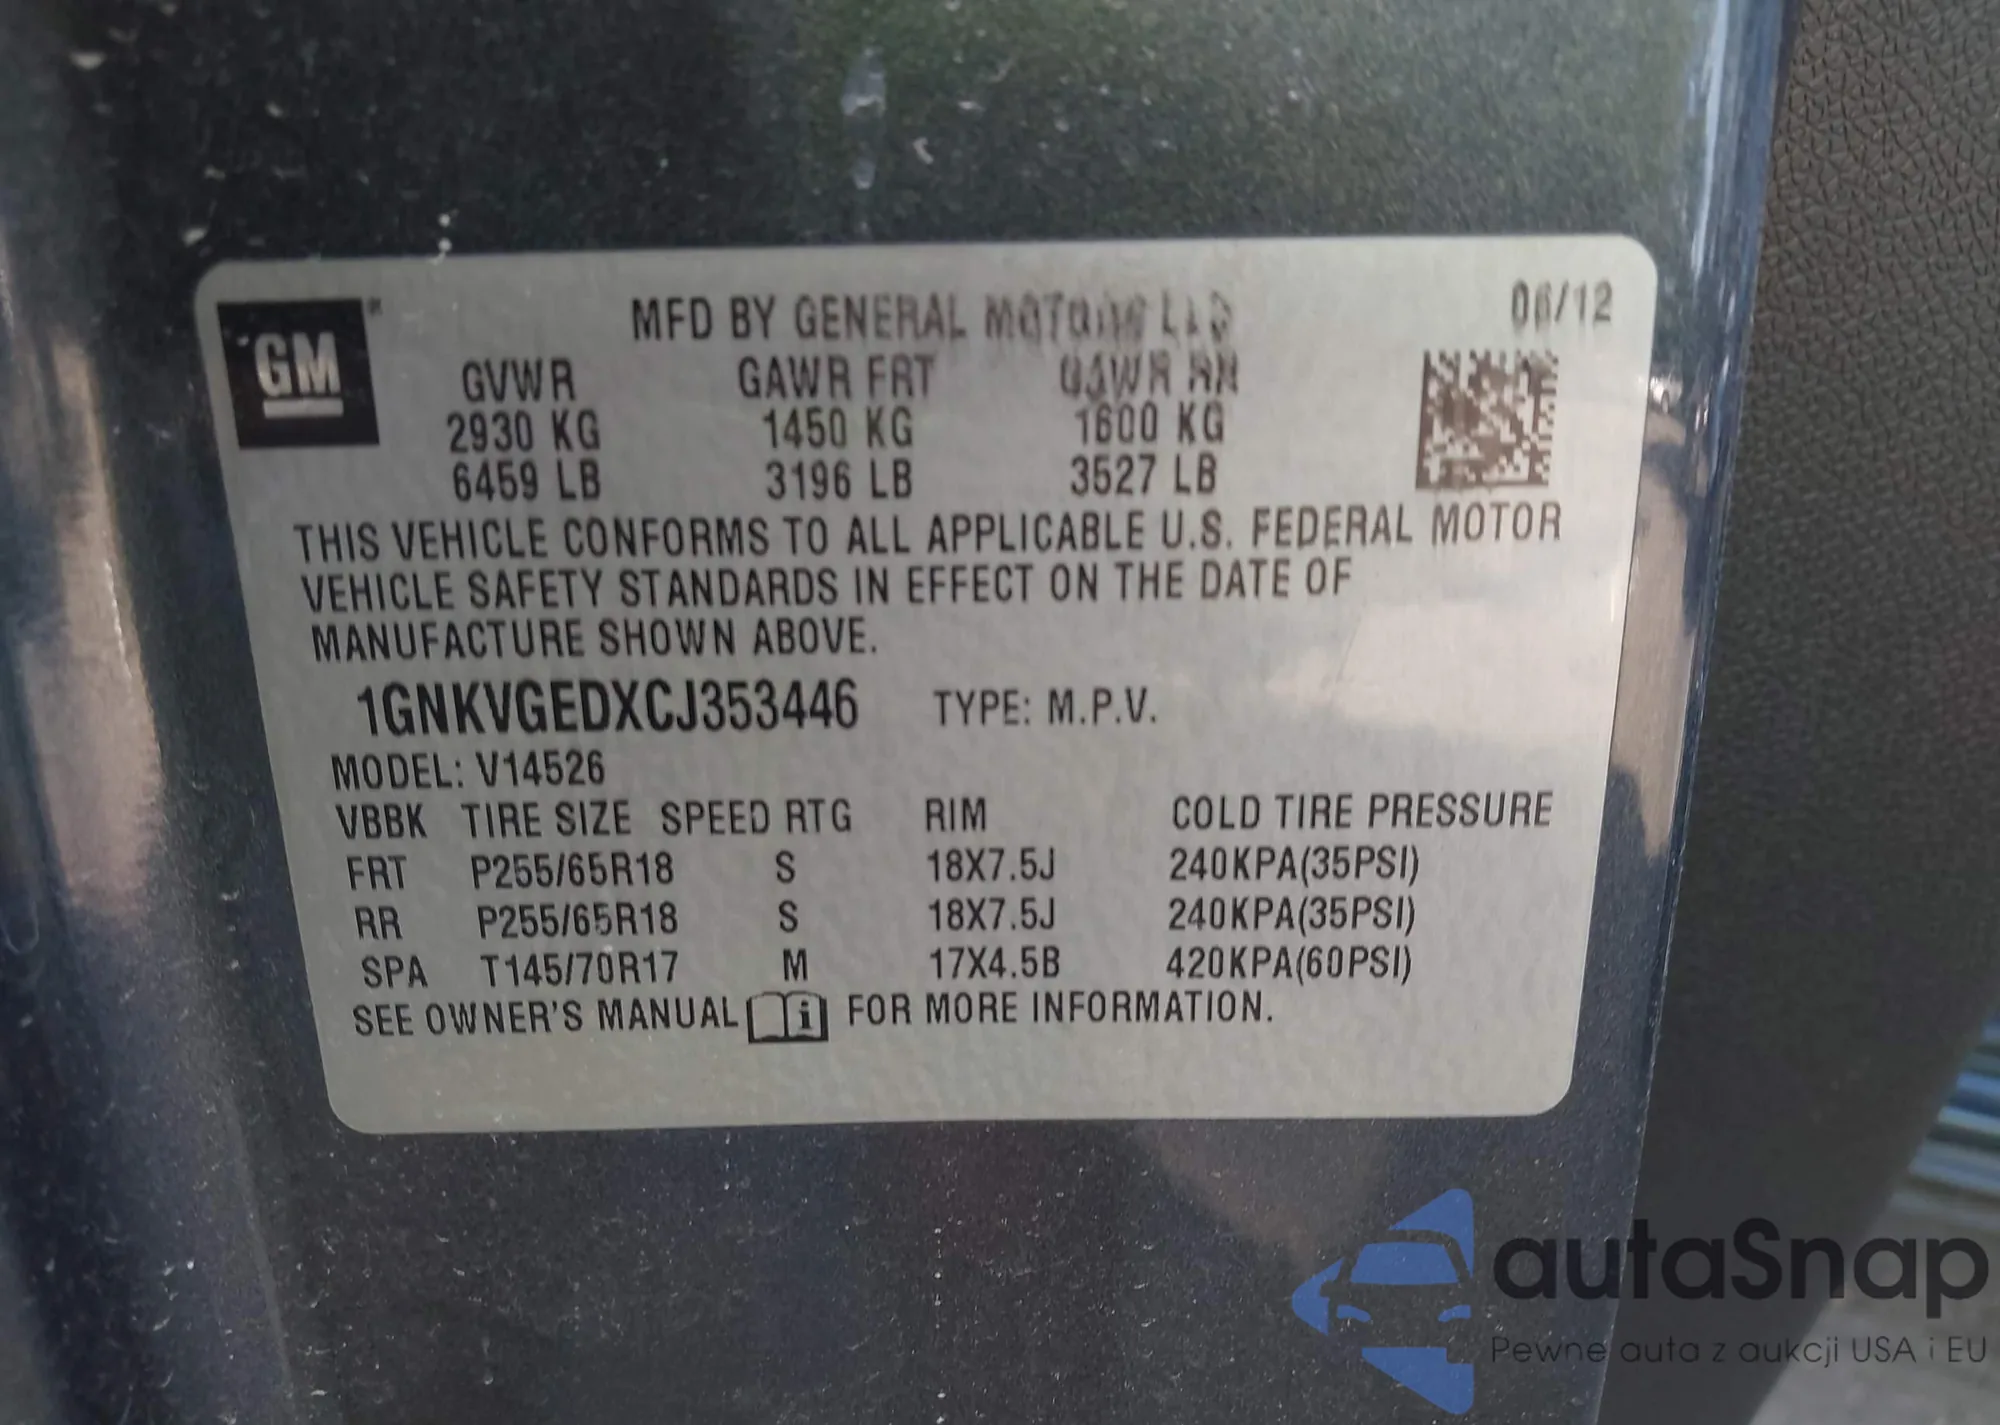 GM
MFD BY GENERAL MOTORS LLC
06/12
GVWR GAWR FRT GAWR RR
2930 KG 1450 KG 1600 KG
6459 LB 3196 LB 3527 LB
THIS VEHICLE CONFORMS TO ALL APPLICABLE U.S. FEDERAL MOTOR
VEHICLE SAFETY STANDARDS IN EFFECT ON THE DATE OF
MANUFACTURE SHOWN ABOVE.
1GNKVGEDXCJ353446 TYPE: M.P.V.
MODEL: V14526
VBBK TIRE SIZE SPEED RTG RIM COLD TIRE PRESSURE
FRT P255/65R18 S 18X7.5J 240KPA(35PSI)
RR P255/65R18 S 18X7.5J 240KPA(35PSI)
SPA T145/70R17 M 17X4.5B 420KPA(60PSI)
SEE OWNER'S MANUAL i FOR MORE INFORMATION.
autaSnap
Pewne auta z aukcji USA i EU